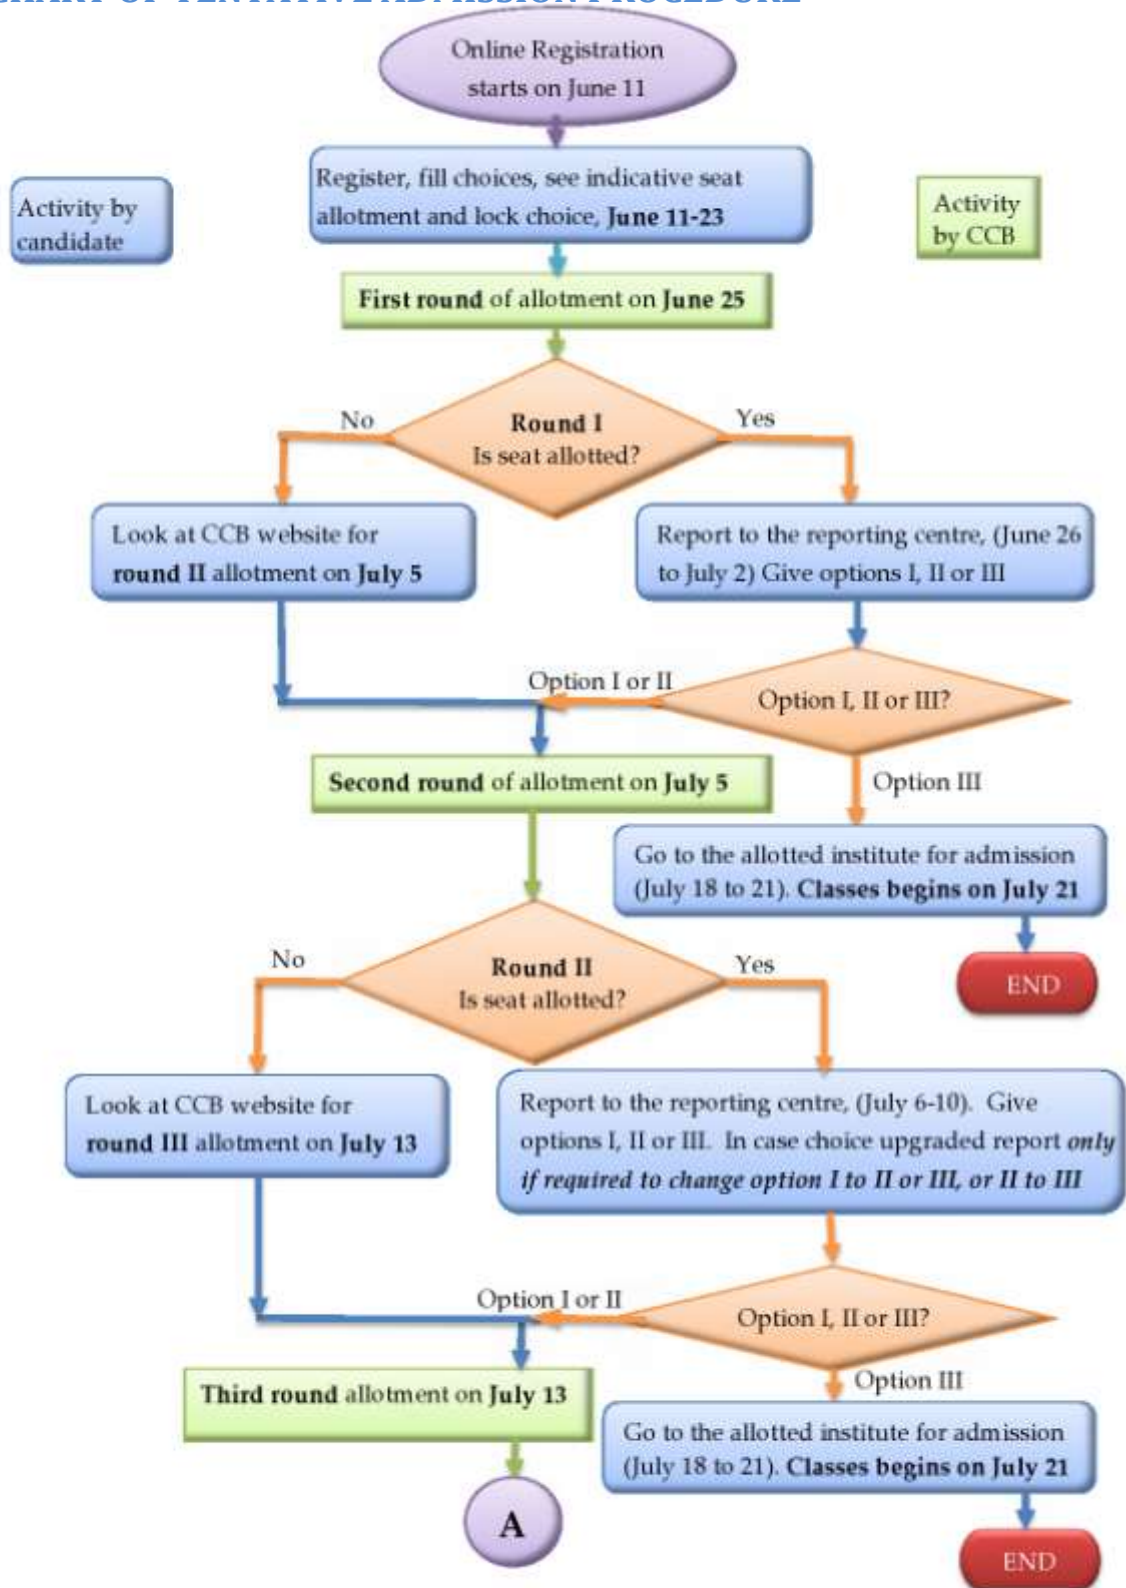 CHART OF TENTATIVE ADMISSION PROCEDURE
Online Registration
starts on June 11
Register, fill choices, see indicative seat
allotment and lock choice, June 11-23
Activity by
candidate
Activity
by CCB
First round of allotment on June 25
No
Round I
Is seat allotted?
Yes
Look at CCB website for
round II allotment on July 5
Report to the reporting centre, (June 26
to July 2) Give options I, II or III
Option I or II
Option I, II or III?
Second round of allotment on July 5
Option III
Go to the allotted institute for admission
(July 18 to 21). Classes begins on July 21
END
No
Round II
Is seat allotted?
Yes
Look at CCB website for
round III allotment on July 13
Report to the reporting centre, (July 6-10). Give
options I, II or III. In case choice upgraded report only
if required to change option I to II or III, or II to III
Option I or II
Option I, II or III?
Third round allotment on July 13
Option III
Go to the allotted institute for admission
(July 18 to 21). Classes begins on July 21
A
END